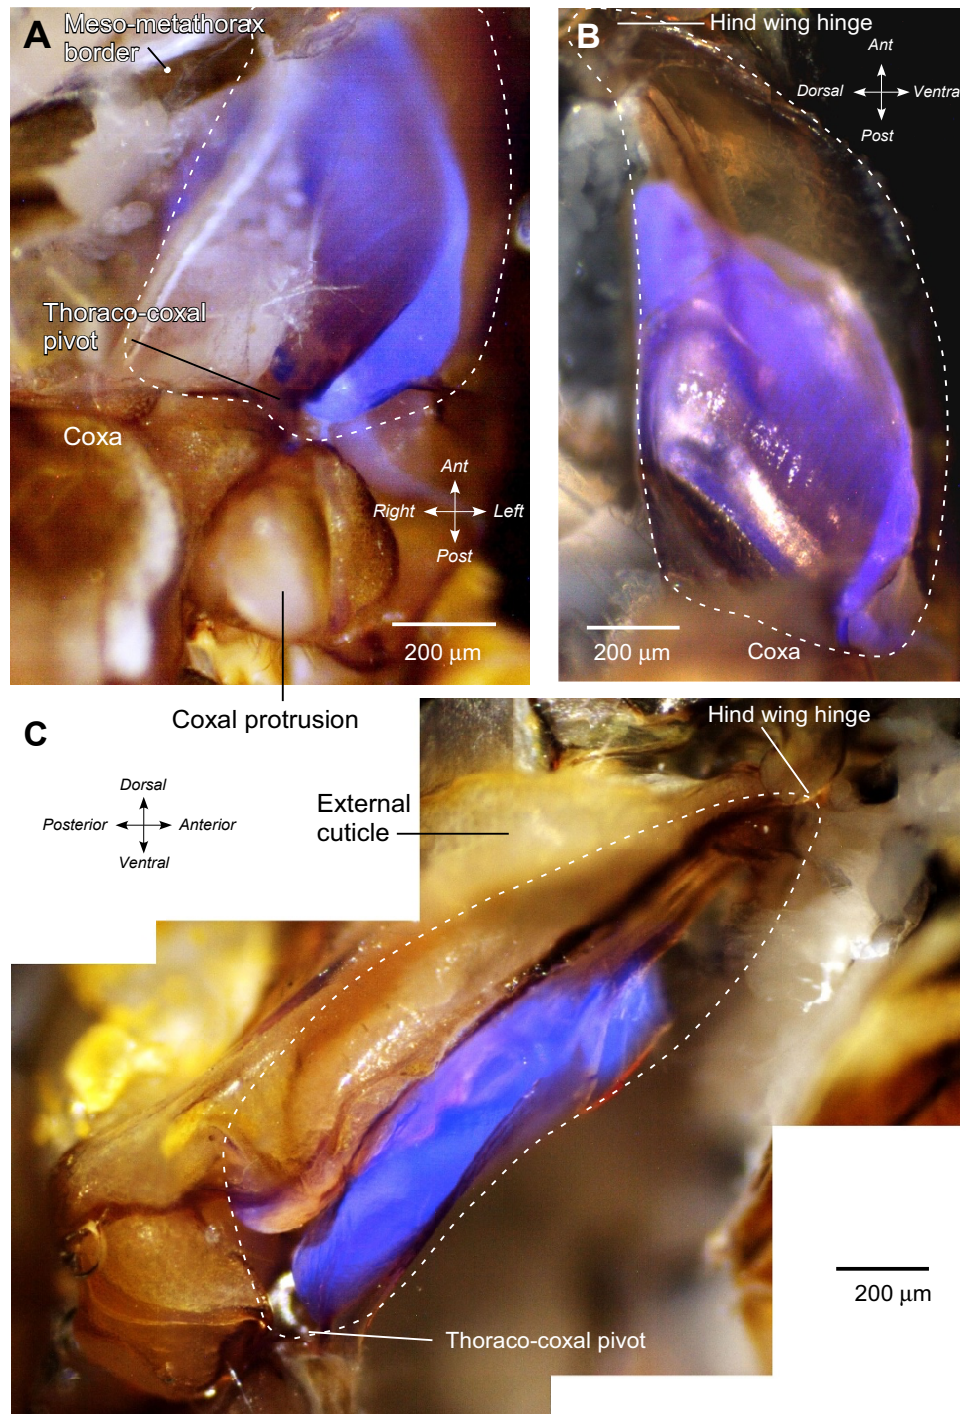 A
Meso-metathorax
border
Thoraco-coxal
pivot
Coxa
Ant
Right
Left
Post
200 μm
Coxal protrusion
B
Hind wing hinge
Ant
Dorsal
Ventral
Post
200 μm
Coxa
C
Hind wing hinge
Dorsal
Posterior
Anterior
Ventral
External
cuticle
200 μm
Thoraco-coxal pivot